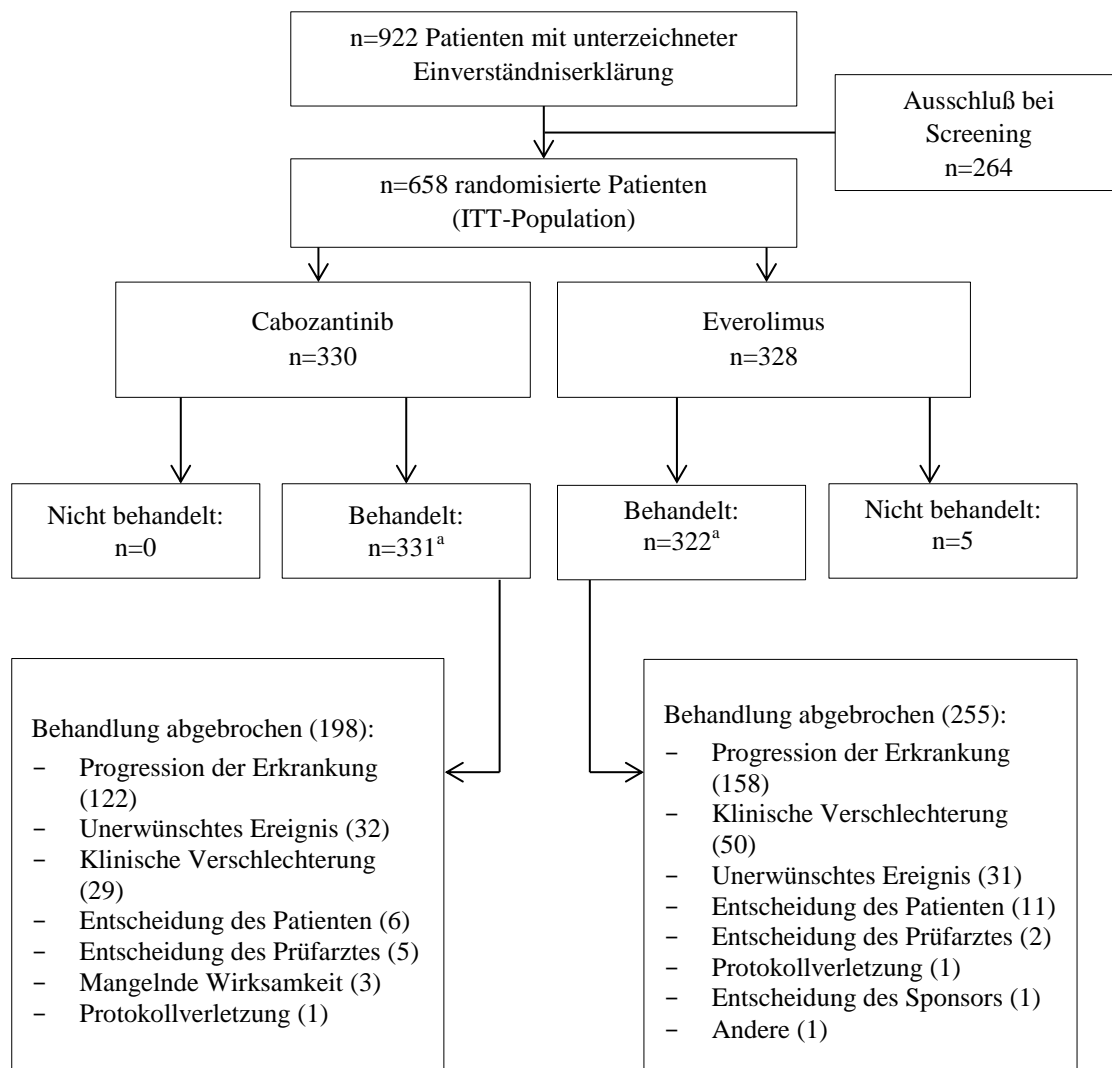 n=922 Patienten mit unterzeichneter
Einverständniserklärung
Ausschluß bei
Screening
n=264
n=658 randomisierte Patienten
(ITT-Population)
Cabozantinib
n=330
Everolimus
n=328
Nicht behandelt:
n=0
Behandelt:
n=331ᵃ
Behandelt:
n=322ᵃ
Nicht behandelt:
n=5
Behandlung abgebrochen (198):
− Progression der Erkrankung
(122)
− Unerwünschtes Ereignis (32)
− Klinische Verschlechterung
(29)
− Entscheidung des Patienten (6)
− Entscheidung des Prüfarztes (5)
− Mangelnde Wirksamkeit (3)
− Protokollverletzung (1)
Behandlung abgebrochen (255):
− Progression der Erkrankung
(158)
− Klinische Verschlechterung
(50)
− Unerwünschtes Ereignis (31)
− Entscheidung des Patienten (11)
− Entscheidung des Prüfarztes (2)
− Protokollverletzung (1)
− Entscheidung des Sponsors (1)
− Andere (1)